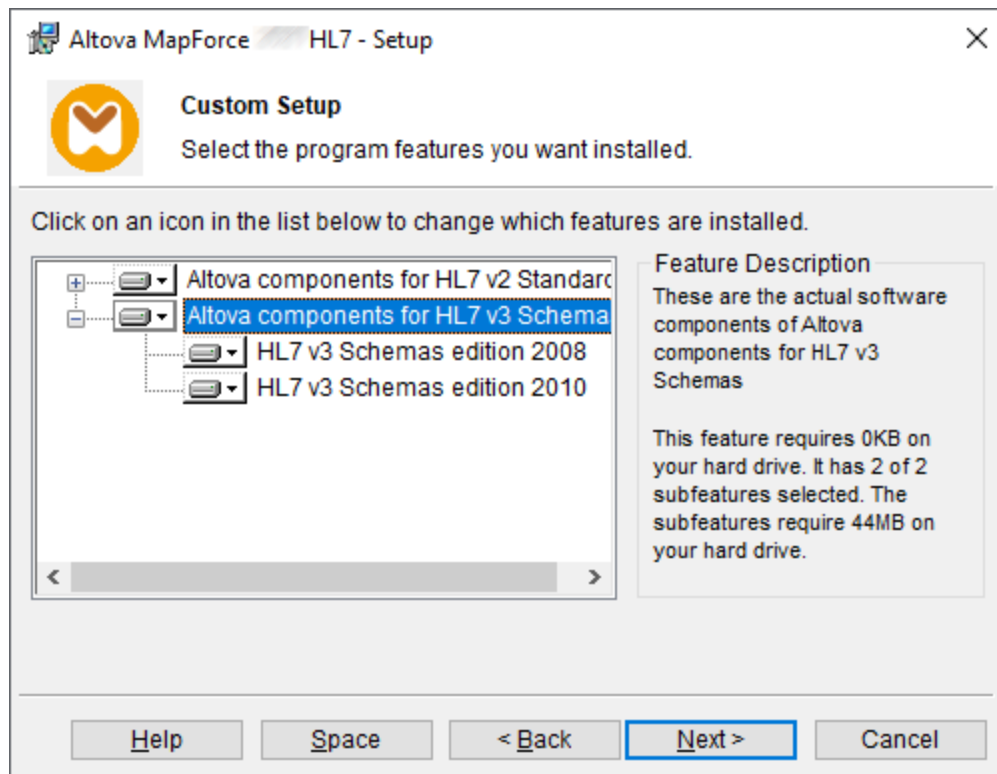 Altova MapForce HL7 - Setup
Custom Setup
Select the program features you want installed.
Click on an icon in the list below to change which features are installed.
Altova components for HL7 v2 Standard
Altova components for HL7 v3 Schema
HL7 v3 Schemas edition 2008
HL7 v3 Schemas edition 2010
Feature Description
These are the actual software
components of Altova
components for HL7 v3
Schemas
This feature requires 0KB on
your hard drive. It has 2 of 2
subfeatures selected. The
subfeatures require 44MB on
your hard drive.
Help
Space
< Back
Next >
Cancel